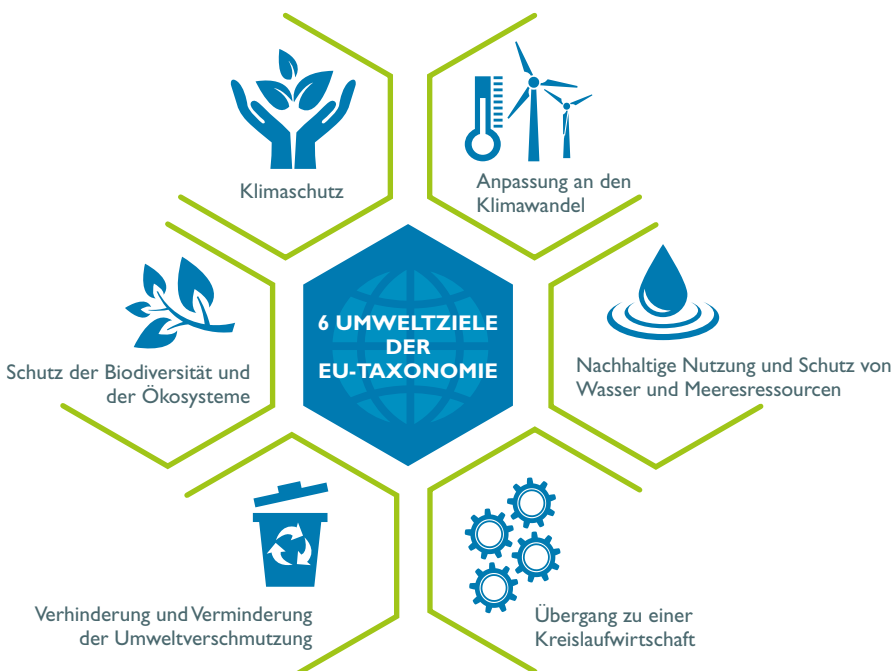 Klimaschutz
Anpassung an den
Klimawandel
6 UMWELTZIELE
DER
EU-TAXONOMIE
Schutz der Biodiversität und
der Ökosysteme
Nachhaltige Nutzung und Schutz von
Wasser und Meeresressourcen
Verhinderung und Verminderung
der Umweltverschmutzung
Übergang zu einer
Kreislaufwirtschaft